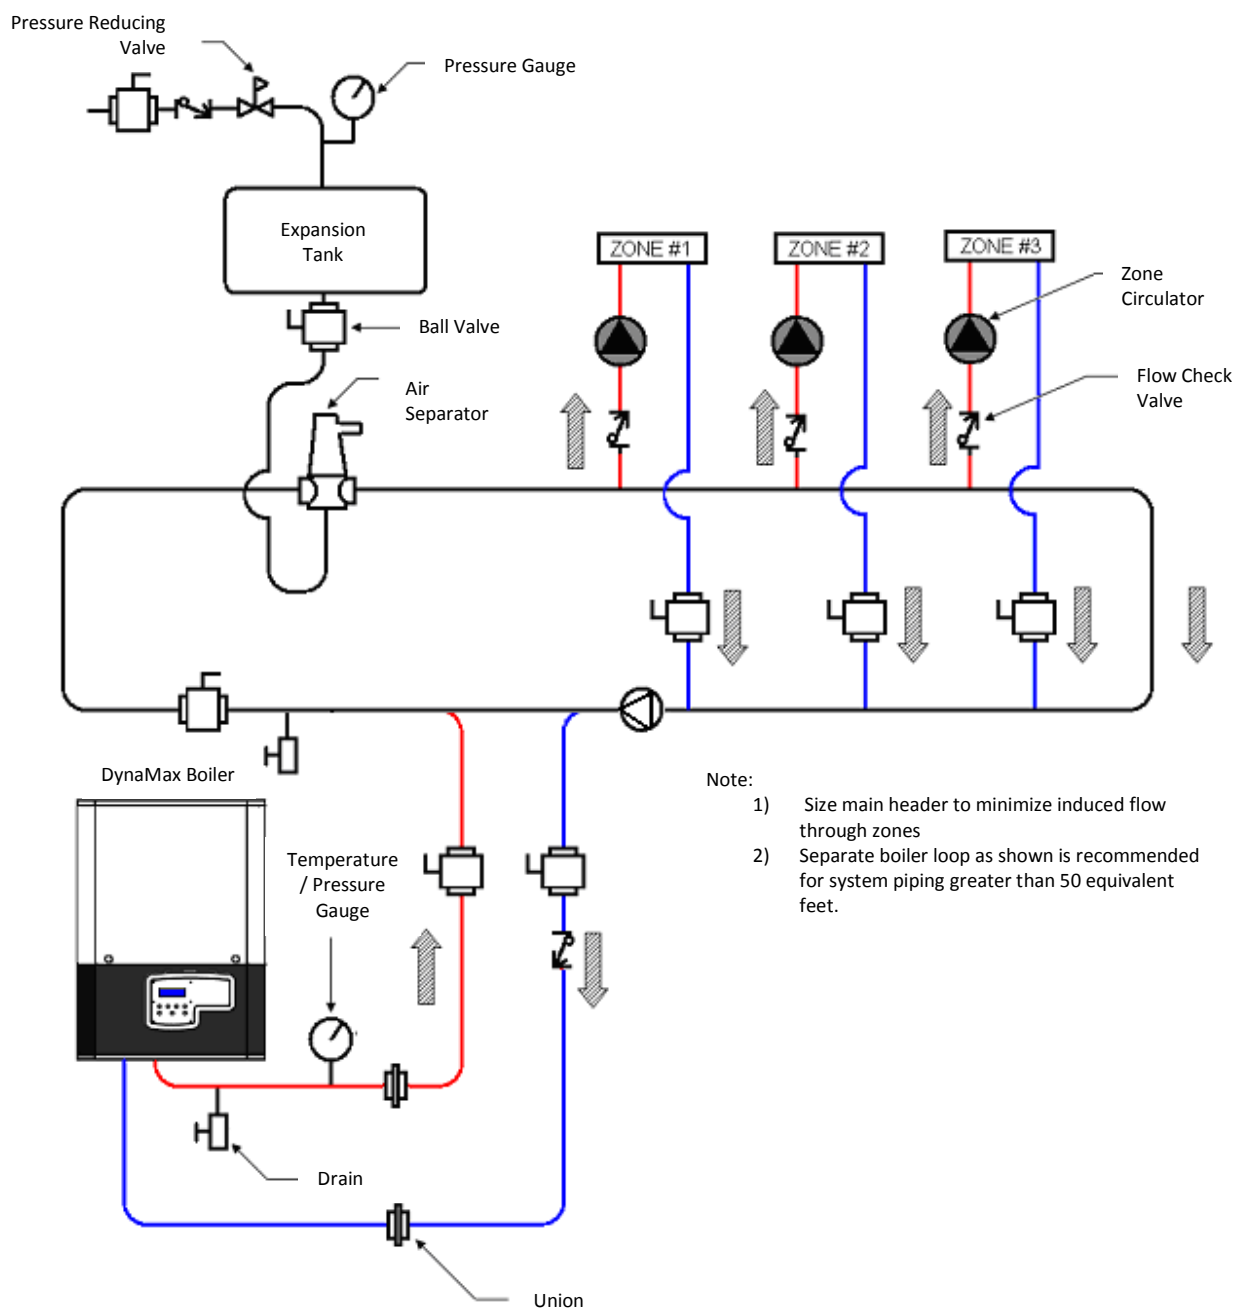 Pressure Reducing
Valve
Pressure Gauge
Expansion
Tank
ZONE #1
ZONE #2
ZONE #3
Zone
Circulator
Ball Valve
Air
Separator
Flow Check
Valve
DynaMax Boiler
Note:
1) Size main header to minimize induced flow
through zones
2) Separate boiler loop as shown is recommended
for system piping greater than 50 equivalent
feet.
Temperature
/ Pressure
Gauge
Drain
Union